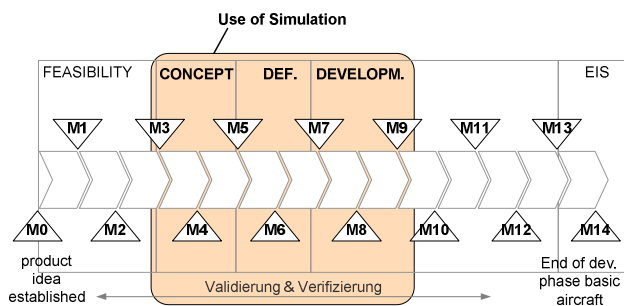 Use of Simulation
FEASIBILITY
CONCEPT
DEF.
DEVELOPM.
EIS
M1
M3
M5
M7
M9
M11
M13
M0
M2
M4
M6
M8
M10
M12
M14
product
idea
established
Validierung & Verifizierung
End of dev.
phase basic
aircraft